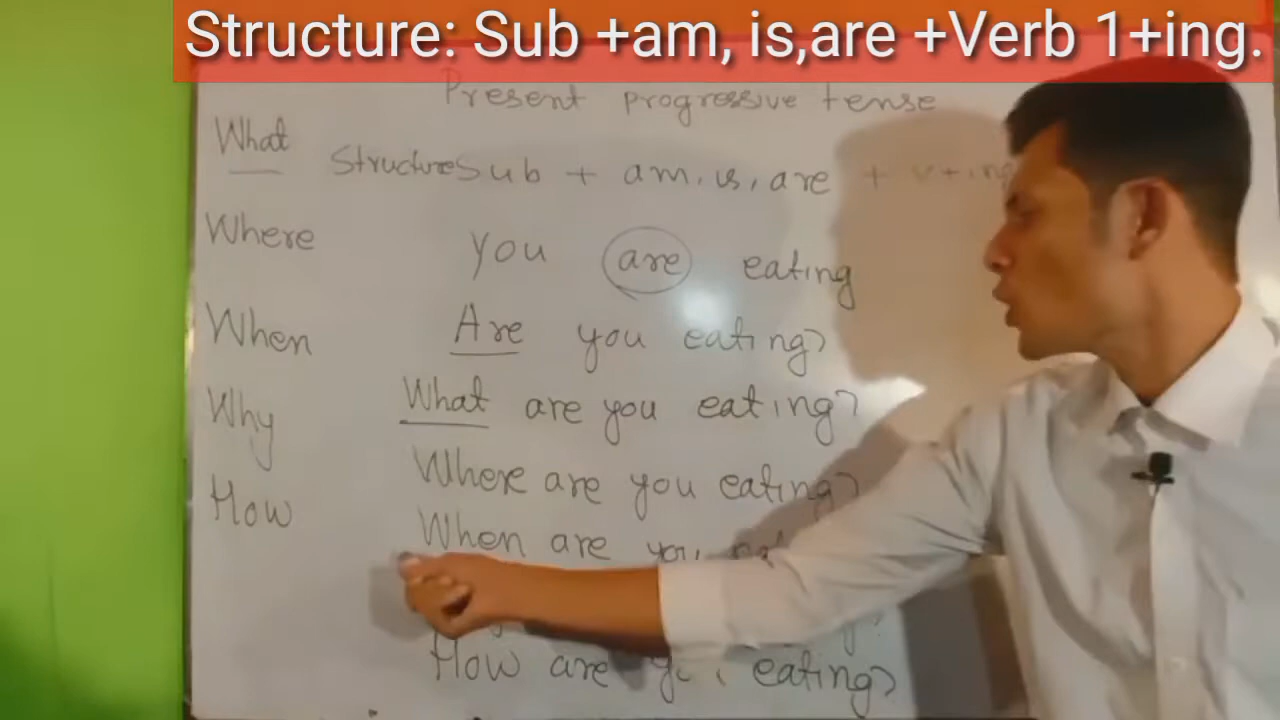 Structure: Sub +am, is,are +Verb 1+ing.
Present progressive tense
What
Structure Sub + am, is, are + v+ing
Where
you are eating
When
Are you eating?
Why
What are you eating?
How
Where are you eating?
When are you
How are eating?